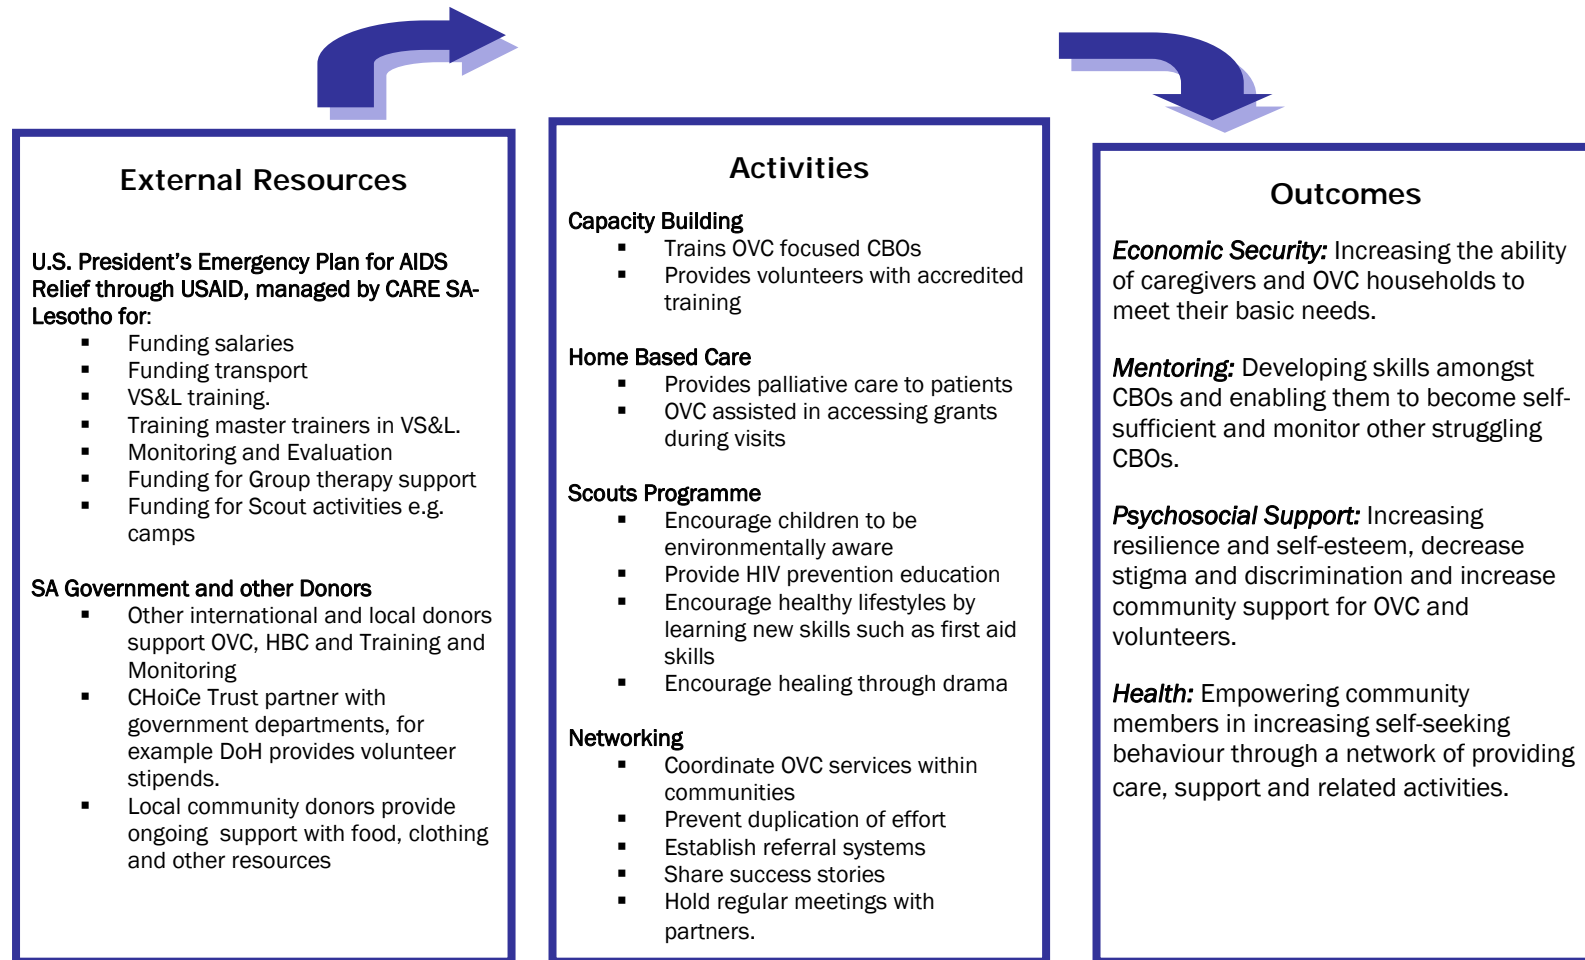 External Resources
U.S. President's Emergency Plan for AIDS
Relief through USAID, managed by CARE SA-
Lesotho for:
▪ Funding salaries
▪ Funding transport
▪ VS&L training.
▪ Training master trainers in VS&L.
▪ Monitoring and Evaluation
▪ Funding for Group therapy support
▪ Funding for Scout activities e.g.
camps
SA Government and other Donors
▪ Other international and local donors
support OVC, HBC and Training and
Monitoring
▪ CHoiCe Trust partner with
government departments, for
example DoH provides volunteer
stipends.
▪ Local community donors provide
ongoing support with food, clothing
and other resources
Activities
Capacity Building
▪ Trains OVC focused CBOs
▪ Provides volunteers with accredited
training
Home Based Care
▪ Provides palliative care to patients
▪ OVC assisted in accessing grants
during visits
Scouts Programme
▪ Encourage children to be
environmentally aware
▪ Provide HIV prevention education
▪ Encourage healthy lifestyles by
learning new skills such as first aid
skills
▪ Encourage healing through drama
Networking
▪ Coordinate OVC services within
communities
▪ Prevent duplication of effort
▪ Establish referral systems
▪ Share success stories
▪ Hold regular meetings with
partners.
Outcomes
Economic Security: Increasing the ability
of caregivers and OVC households to
meet their basic needs.
Mentoring: Developing skills amongst
CBOs and enabling them to become self-
sufficient and monitor other struggling
CBOs.
Psychosocial Support: Increasing
resilience and self-esteem, decrease
stigma and discrimination and increase
community support for OVC and
volunteers.
Health: Empowering community
members in increasing self-seeking
behaviour through a network of providing
care, support and related activities.